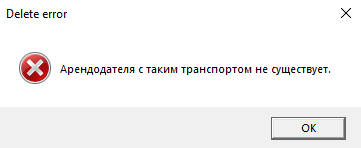 Delete error
Арендодателя с таким транспортом не существует.
OK